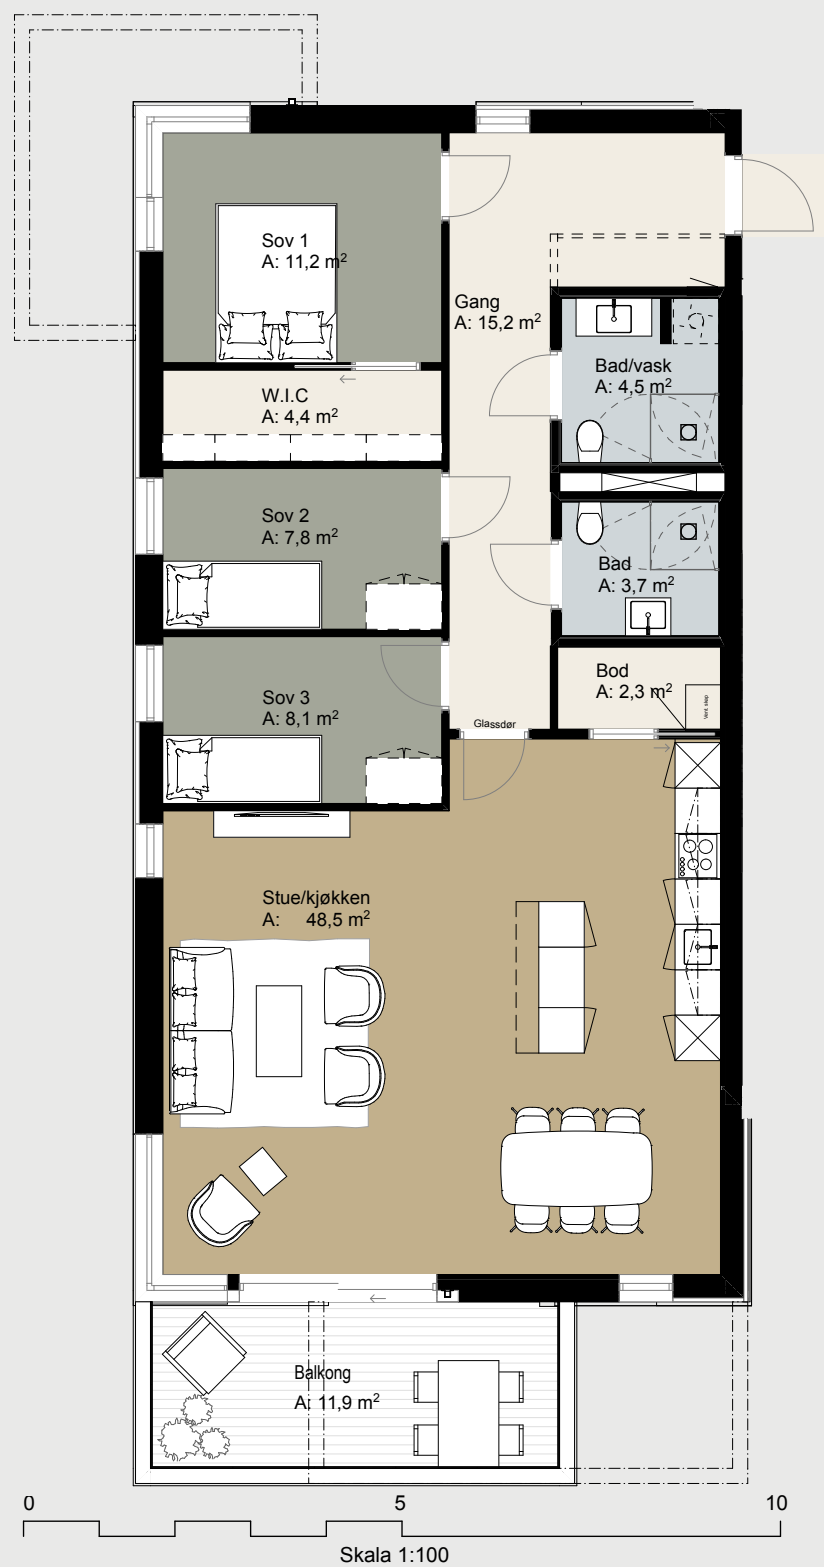 Sov 1
A: 11,2 m²
Gang
A: 15,2 m²
Bad/vask
A: 4,5 m²
W.I.C
A: 4,4 m²
Sov 2
A: 7,8 m²
Bad
A: 3,7 m²
Bod
A: 2,3 m²
Vent. skap
Sov 3
A: 8,1 m²
Glassdør
Stue/kjøkken
A: 48,5 m²
Balkong
A: 11,9 m²
0 5 10
Skala 1:100